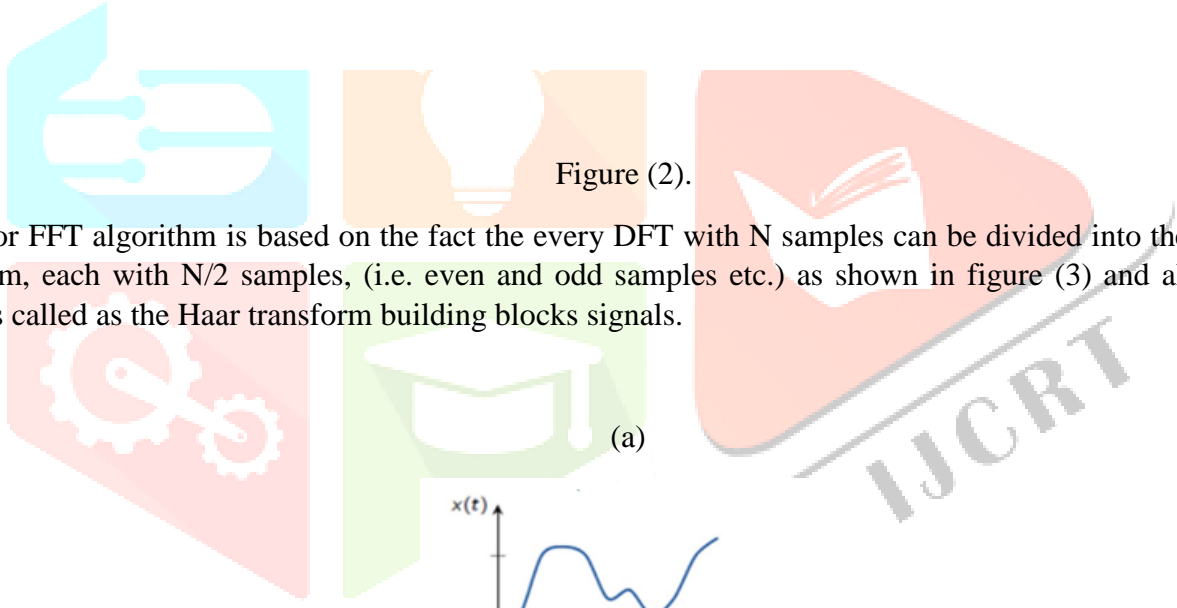 Figure (2).
or FFT algorithm is based on the fact the every DFT with N samples can be divided into the
m, each with N/2 samples, (i.e. even and odd samples etc.) as shown in figure (3) and al
s called as the Haar transform building blocks signals.
(a)
x(t)
IJCRT